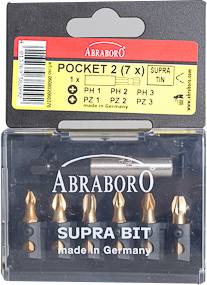 ABRABORO
POCKET 2 (7 x)
SUPRA
TIN
1 x
PH 1 PH 2 PH 3
PZ 1 PZ 2 PZ 3
made in Germany
ABRABORO
SUPRA BIT
made in Germany